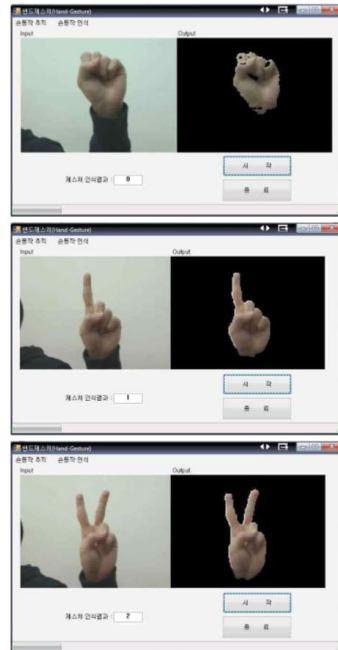 핸드제스처(Hand-Gesture)
손동작 추적 손동작 인식
Input Output
제스처 인식결과 : 0
시 작
종 료
핸드제스처(Hand-Gesture)
손동작 추적 손동작 인식
Input Output
제스처 인식결과 : 1
시 작
종 료
핸드제스처(Hand-Gesture)
손동작 추적 손동작 인식
Input Output
제스처 인식결과 : 2
시 작
종 료